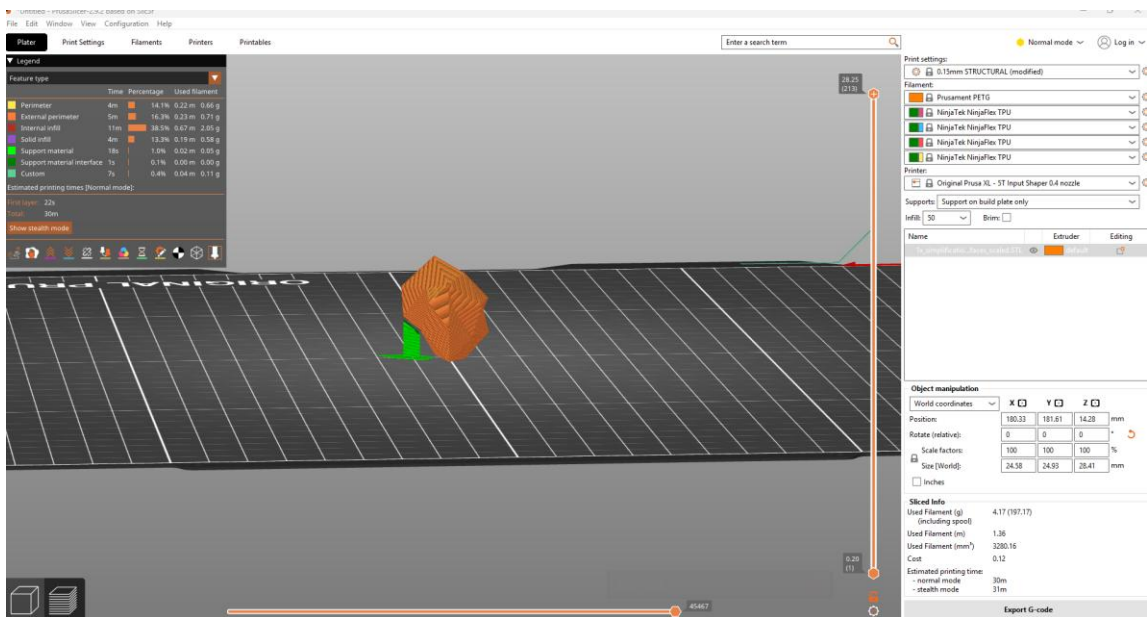 *Untitled - PrusaSlicer-2.9.2 based on Slic3r
File Edit Window View Configuration Help
Plater Print Settings Filaments Printers Printables Enter a search term Normal mode Log in
Legend
Feature type
Time Percentage Used filament
Perimeter 4m 14.1% 0.22 m 0.66 g
External perimeter 5m 16.3% 0.23 m 0.71 g
Internal infill 11m 38.5% 0.67 m 2.05 g
Solid infill 4m 13.3% 0.19 m 0.58 g
Support material 18s 1.0% 0.02 m 0.05 g
Support material interface 1s 0.1% 0.00 m 0.00 g
Custom 7s 0.4% 0.04 m 0.11 g
Estimated printing times [Normal mode]:
First layer: 22s
Total: 30m
Show stealth mode
ORIGINAL PRU
28.25
(213)
0.20
(1)
45467
Print settings:
0.15mm STRUCTURAL (modified)
Filament:
Prusament PETG
NinjaTek NinjaFlex TPU
NinjaTek NinjaFlex TPU
NinjaTek NinjaFlex TPU
NinjaTek NinjaFlex TPU
Printer:
Original Prusa XL - 5T Input Shaper 0.4 nozzle
Supports: Support on build plate only
Infill: 50 Brim:
Name Extruder Editing
default
Object manipulation
World coordinates X Y Z
Position: 180.33 181.61 14.28 mm
Rotate (relative): 0 0 0 °
Scale factors: 100 100 100 %
Size [World]: 24.58 24.93 28.41 mm
Inches
Sliced Info
Used Filament (g) 4.17 (197.17)
(including spool)
Used Filament (m) 1.36
Used Filament (mm³) 3280.16
Cost 0.12
Estimated printing time:
- normal mode 30m
- stealth mode 31m
Export G-code